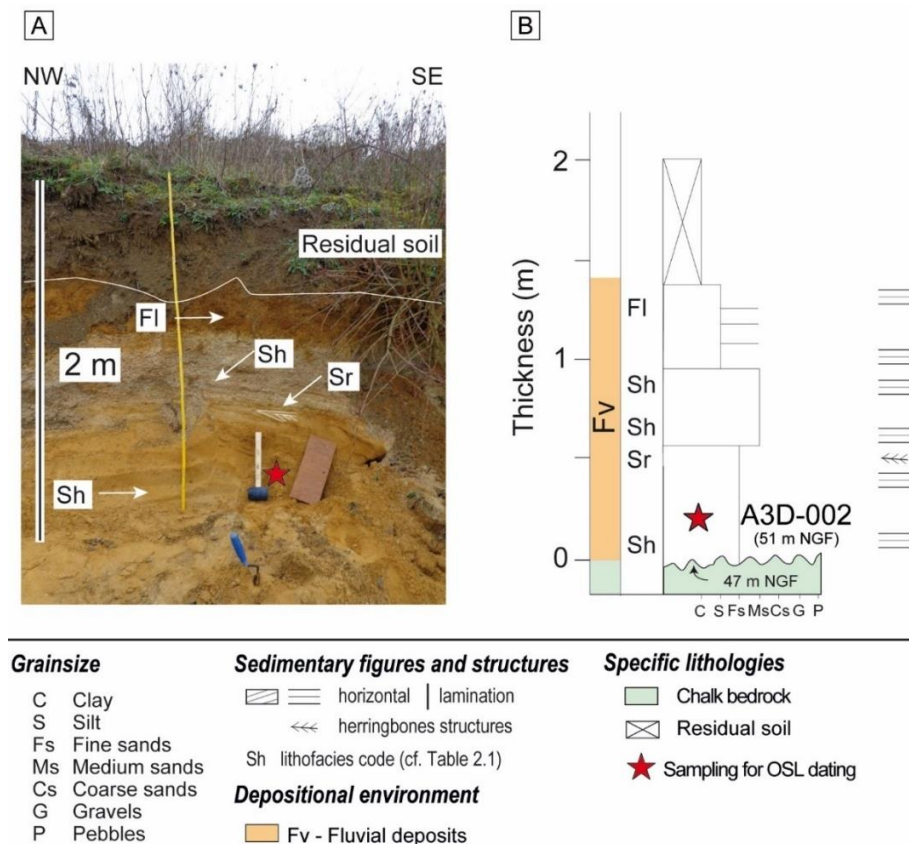 A
NW
SE
Residual soil
Fl
Sh
2 m
Sr
Sh
B
Thickness (m)
2
1
0
Fv
Fl
Sh
Sh
Sr
Sh
A3D-002
(51 m NGF)
47 m NGF
C S Fs Ms Cs G P
Grainsize
C Clay
S Silt
Fs Fine sands
Ms Medium sands
Cs Coarse sands
G Gravels
P Pebbles
Sedimentary figures and structures
horizontal | lamination
herringbones structures
Sh lithofacies code (cf. Table 2.1)
Depositional environment
Fv - Fluvial deposits
Specific lithologies
Chalk bedrock
Residual soil
Sampling for OSL dating